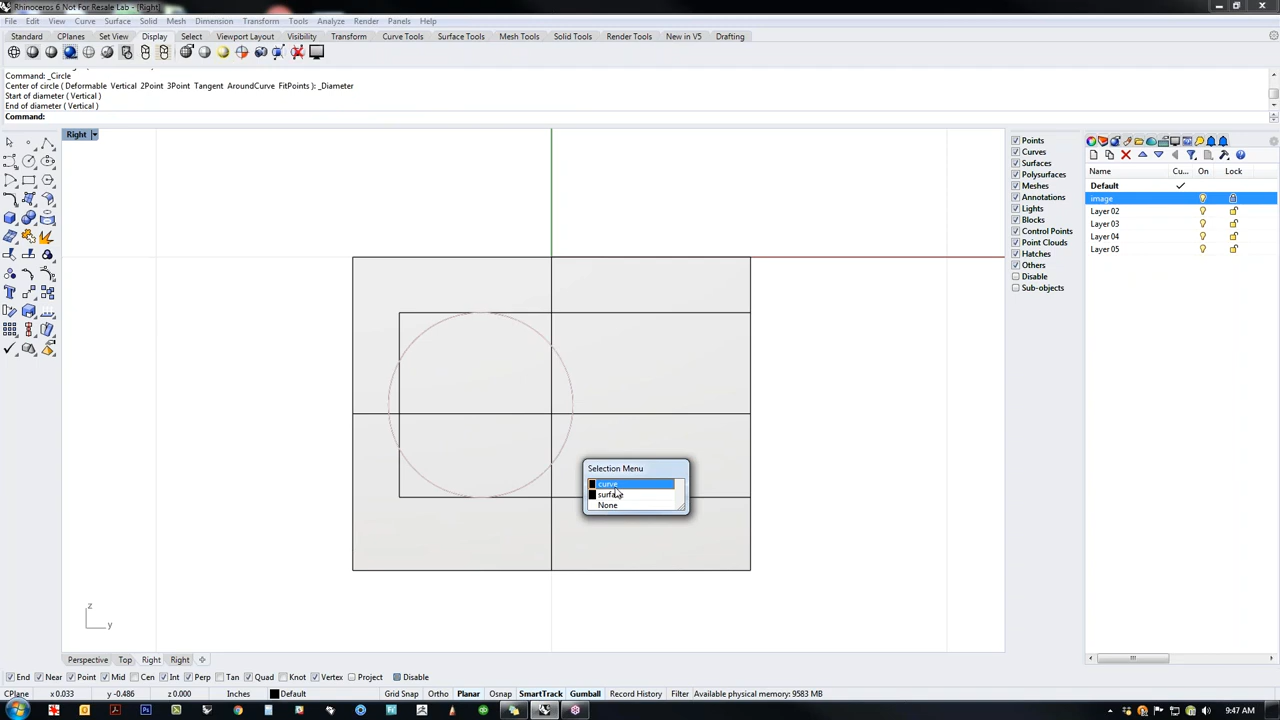 Rhinoceros 6 Not For Resale Lab - [Right]
File Edit View Curve Surface Solid Mesh Dimension Transform Tools Analyze Render Panels Help
Standard CPlanes Set View Display Select Viewport Layout Visibility Transform Curve Tools Surface Tools Mesh Tools Solid Tools Render Tools New in V5 Drafting
Command: _Circle
Center of circle ( Deformable Vertical 2Point 3Point Tangent AroundCurve FitPoints ): _Diameter
Start of diameter ( Vertical )
End of diameter ( Vertical )
Command:
Right
Points
Curves
Surfaces
Polysurfaces
Meshes
Annotations
Lights
Blocks
Control Points
Point Clouds
Hatches
Others
Disable
Sub-objects
Name Cu... On Lock
Default
image
Layer 02
Layer 03
Layer 04
Layer 05
Selection Menu
curve
surface
None
z
y
Perspective Top Right Right
End Near Point Mid Cen Int Perp Tan Quad Knot Vertex Project Disable
CPlane x 0.033 y -0.486 z 0.000 Inches Default Grid Snap Ortho Planar Osnap SmartTrack Gumball Record History Filter Available physical memory: 9583 MB
9:47 AM